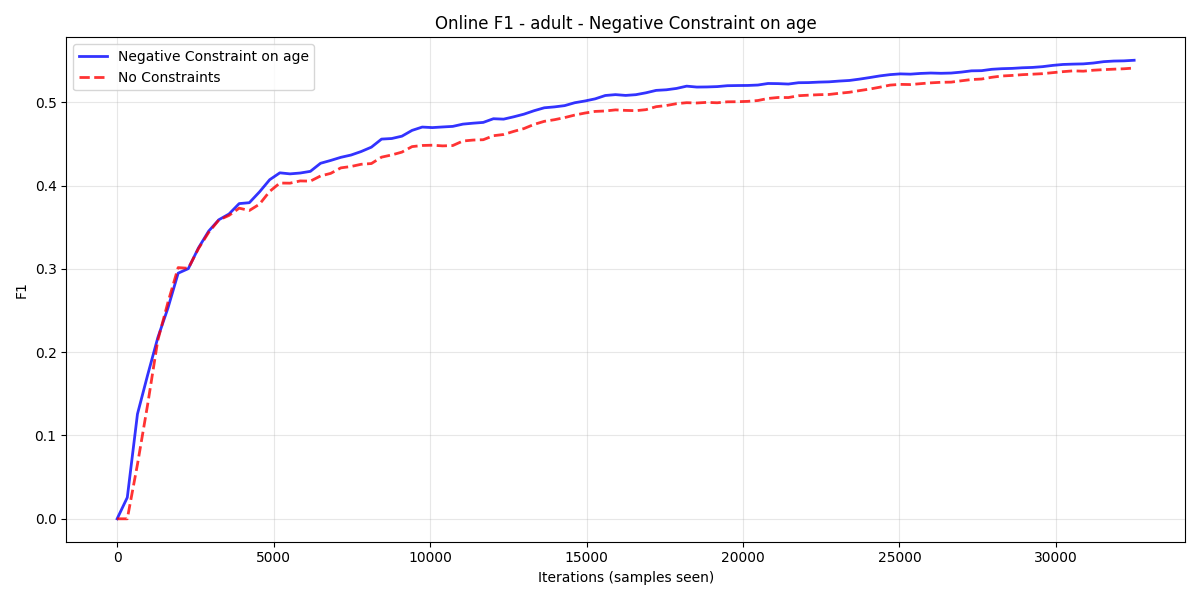 Online F1 - adult - Negative Constraint on age
Negative Constraint on age
No Constraints
F1
0.5
0.4
0.3
0.2
0.1
0.0
0 5000 10000 15000 20000 25000 30000
Iterations (samples seen)